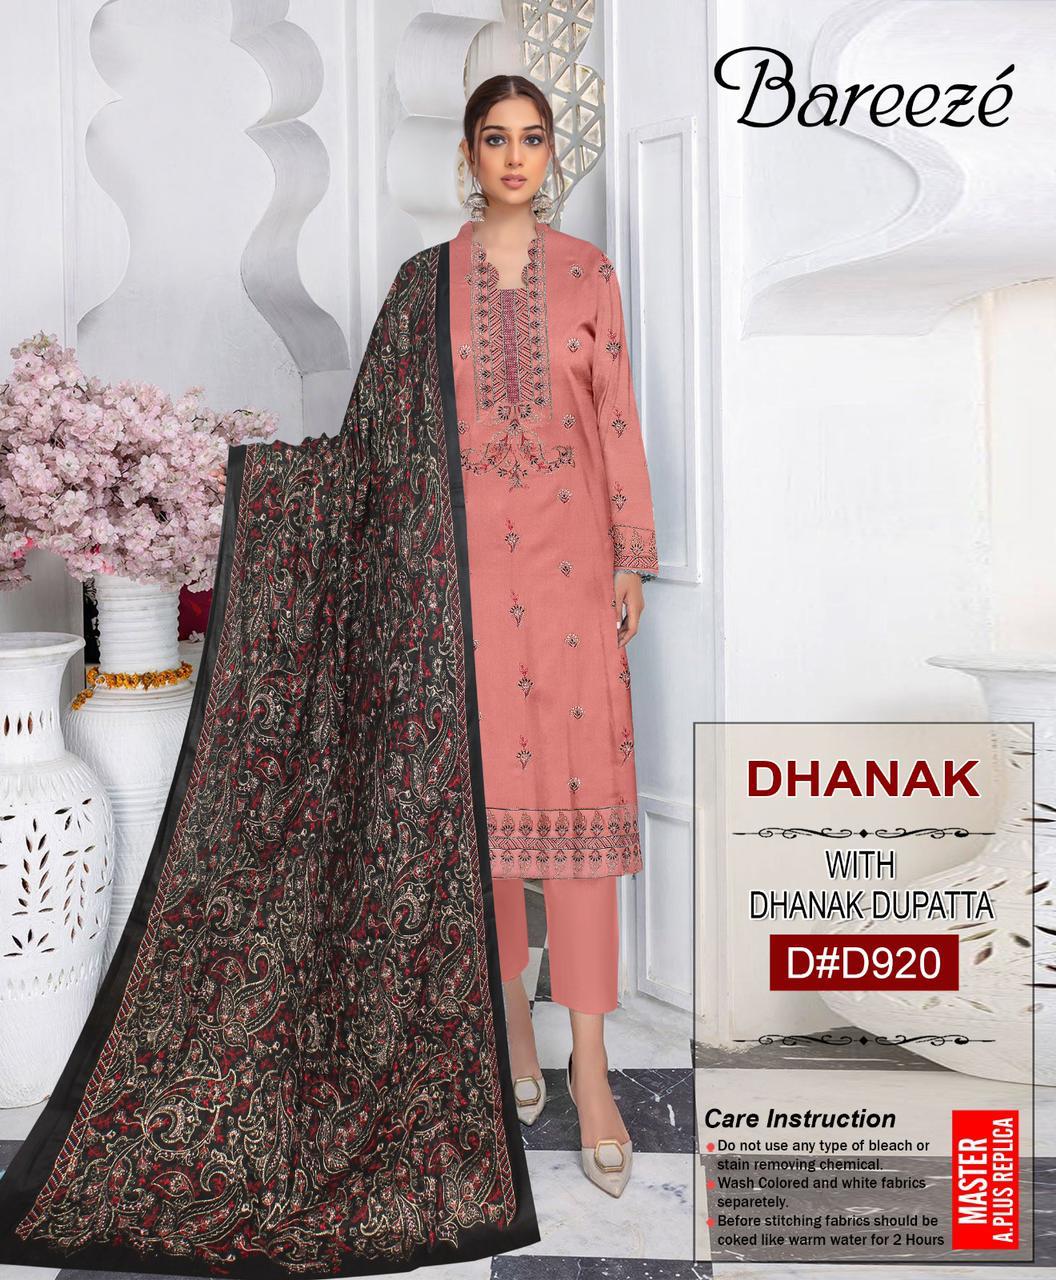 Bareezé
DHANAK
WITH
DHANAK DUPATTA
D#D920
Care Instruction
Do not use any type of bleach or
stain removing chemical.
Wash Colored and white fabrics
separetely.
Before stitching fabrics should be
coked like warm water for 2 Hours
MASTER
A.PLUS REPLICA